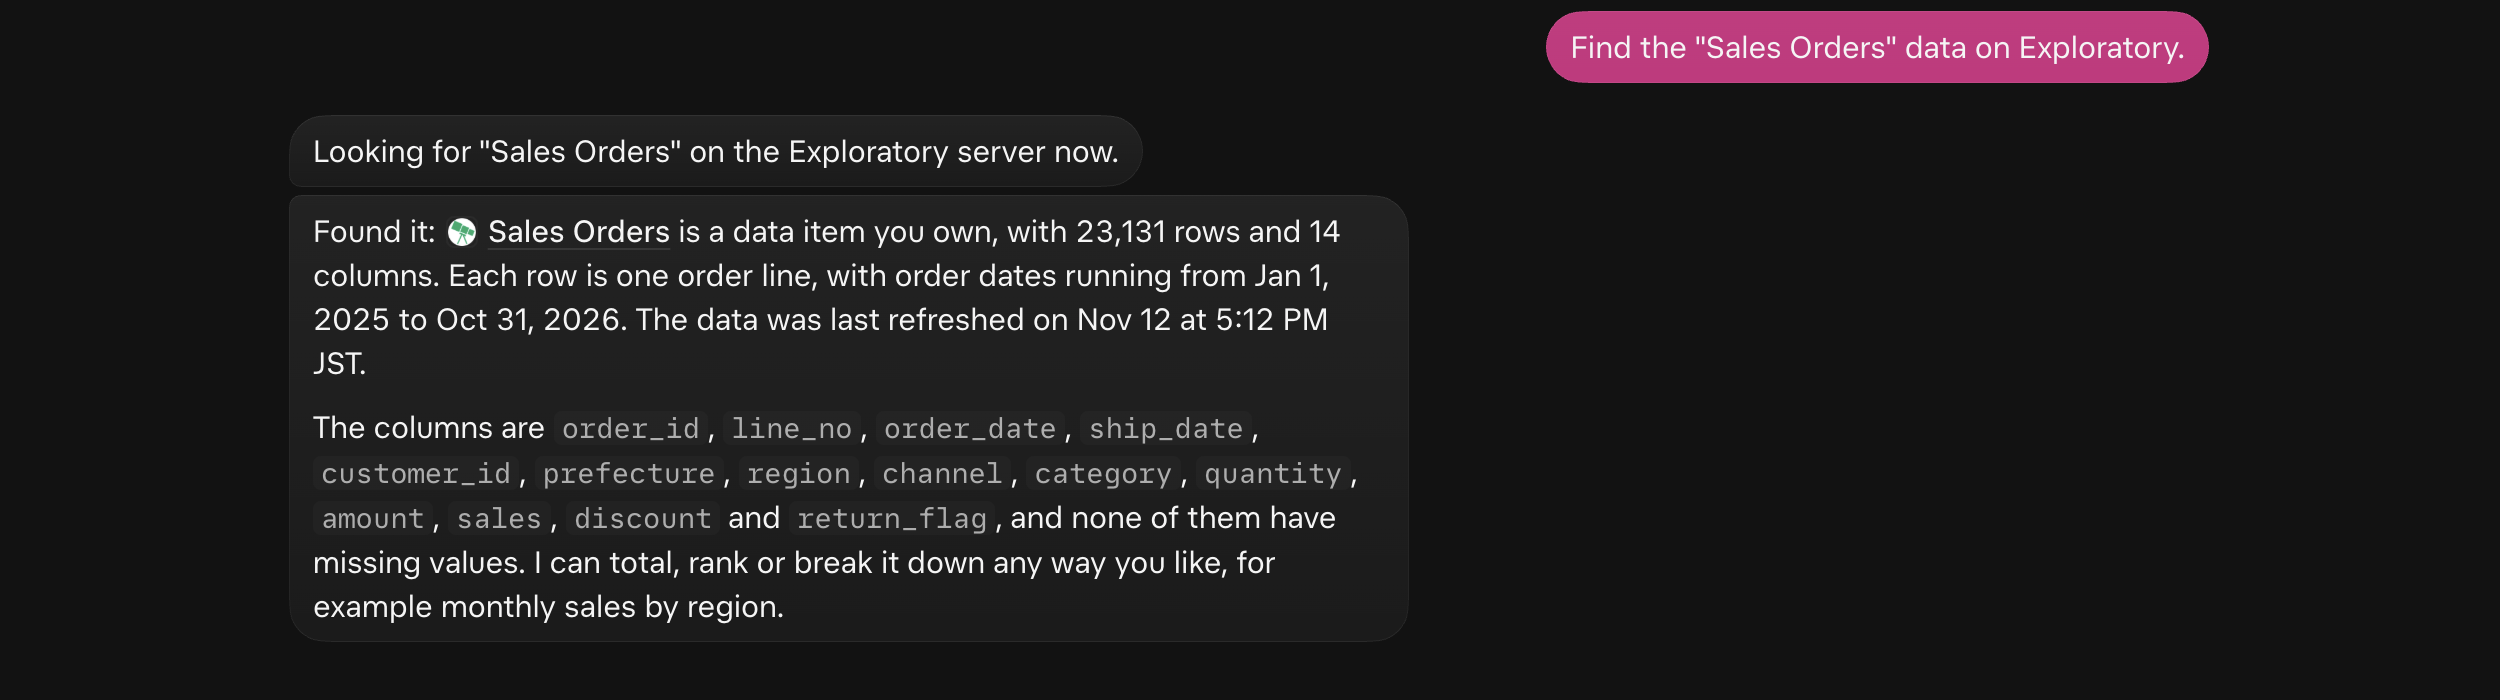 Find the "Sales Orders" data on Exploratory.
Looking for "Sales Orders" on the Exploratory server now.
Found it: Sales Orders is a data item you own, with 23,131 rows and 14
columns. Each row is one order line, with order dates running from Jan 1,
2025 to Oct 31, 2026. The data was last refreshed on Nov 12 at 5:12 PM
JST.
The columns are order_id, line_no, order_date, ship_date,
customer_id, prefecture, region, channel, category, quantity,
amount, sales, discount and return_flag, and none of them have
missing values. I can total, rank or break it down any way you like, for
example monthly sales by region.